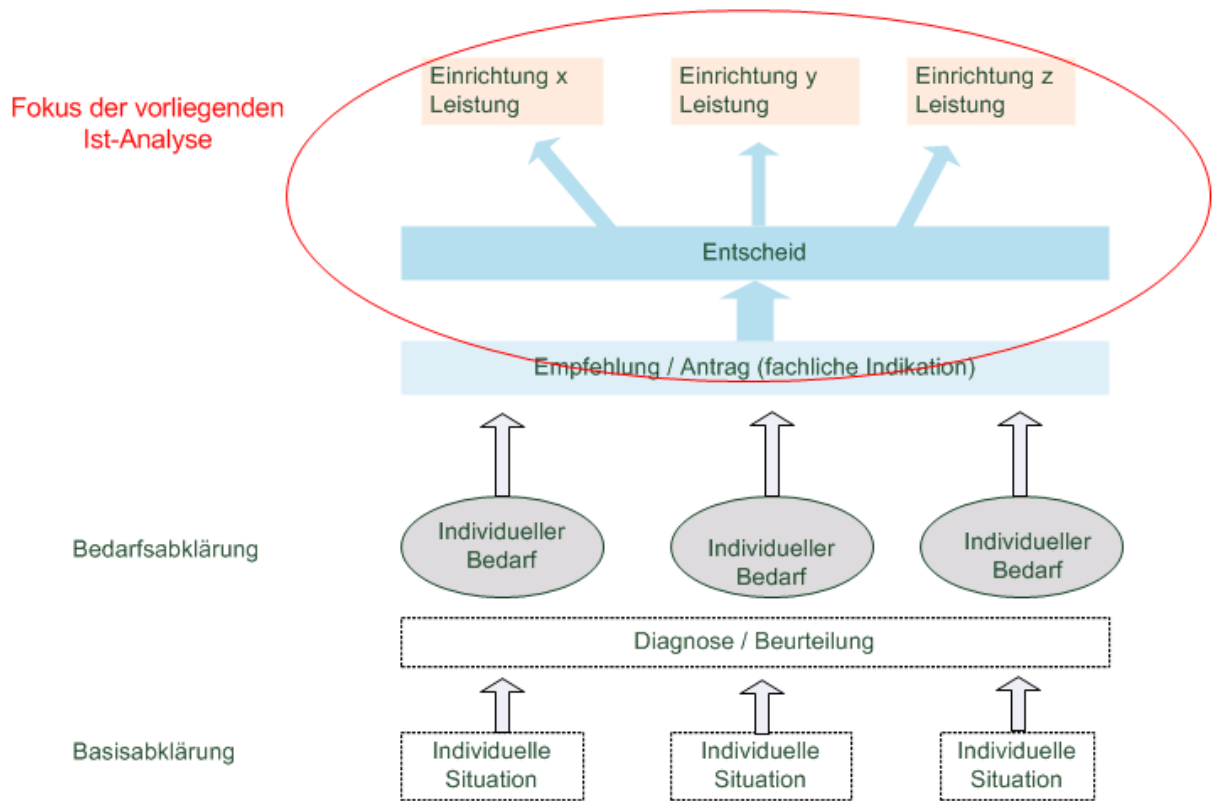 Einrichtung x
Leistung
Einrichtung y
Leistung
Einrichtung z
Leistung
Fokus der vorliegenden
Ist-Analyse
Entscheid
Empfehlung / Antrag (fachliche Indikation)
Bedarfsabklärung
Individueller
Bedarf
Individueller
Bedarf
Individueller
Bedarf
Diagnose / Beurteilung
Basisabklärung
Individuelle
Situation
Individuelle
Situation
Individuelle
Situation